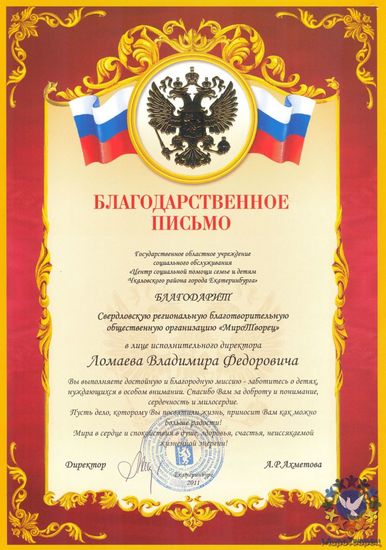 БЛАГОДАРСТВЕННОЕ
ПИСЬМО
Государственное областное учреждение
социального обслуживания
«Центр социальной помощи семье и детям
Чкаловского района города Екатеринбурга»
БЛАГОДАРИТ
Свердловскую региональную благотворительную
общественную организацию «МироТворец»
в лице исполнительного директора
Ломаева Владимира Федоровича
Вы выполняете достойную и благородную миссию - заботитесь о детях,
нуждающихся в особом внимании. Спасибо Вам за доброту и понимание,
сердечность и милосердие!
Пусть дело, которому Вы посвятили жизнь, приносит Вам как можно
больше радости!
Мира в сердце и спокойствия в душе, здоровья, счастья, неиссякаемой
жизненной энергии!
Директор
А.Р.Ахметова
Екатеринбург
2011
МироТворец